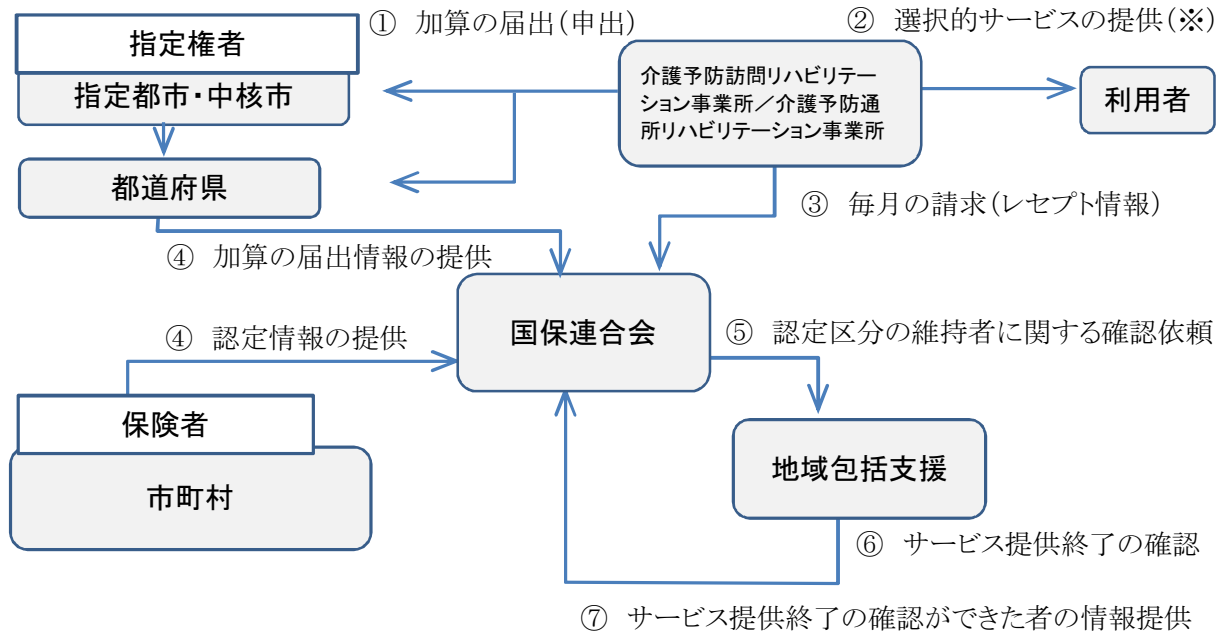 ① 加算の届出(申出)
② 選択的サービスの提供(※)
指定権者
指定都市・中核市
都道府県
介護予防訪問リハビリテー
ション事業所／介護予防通
所リハビリテーション事業所
利用者
③ 毎月の請求(レセプト情報)
④ 加算の届出情報の提供
国保連合会
④ 認定情報の提供
⑤ 認定区分の維持者に関する確認依頼
保険者
市町村
地域包括支援
⑥ サービス提供終了の確認
⑦ サービス提供終了の確認ができた者の情報提供